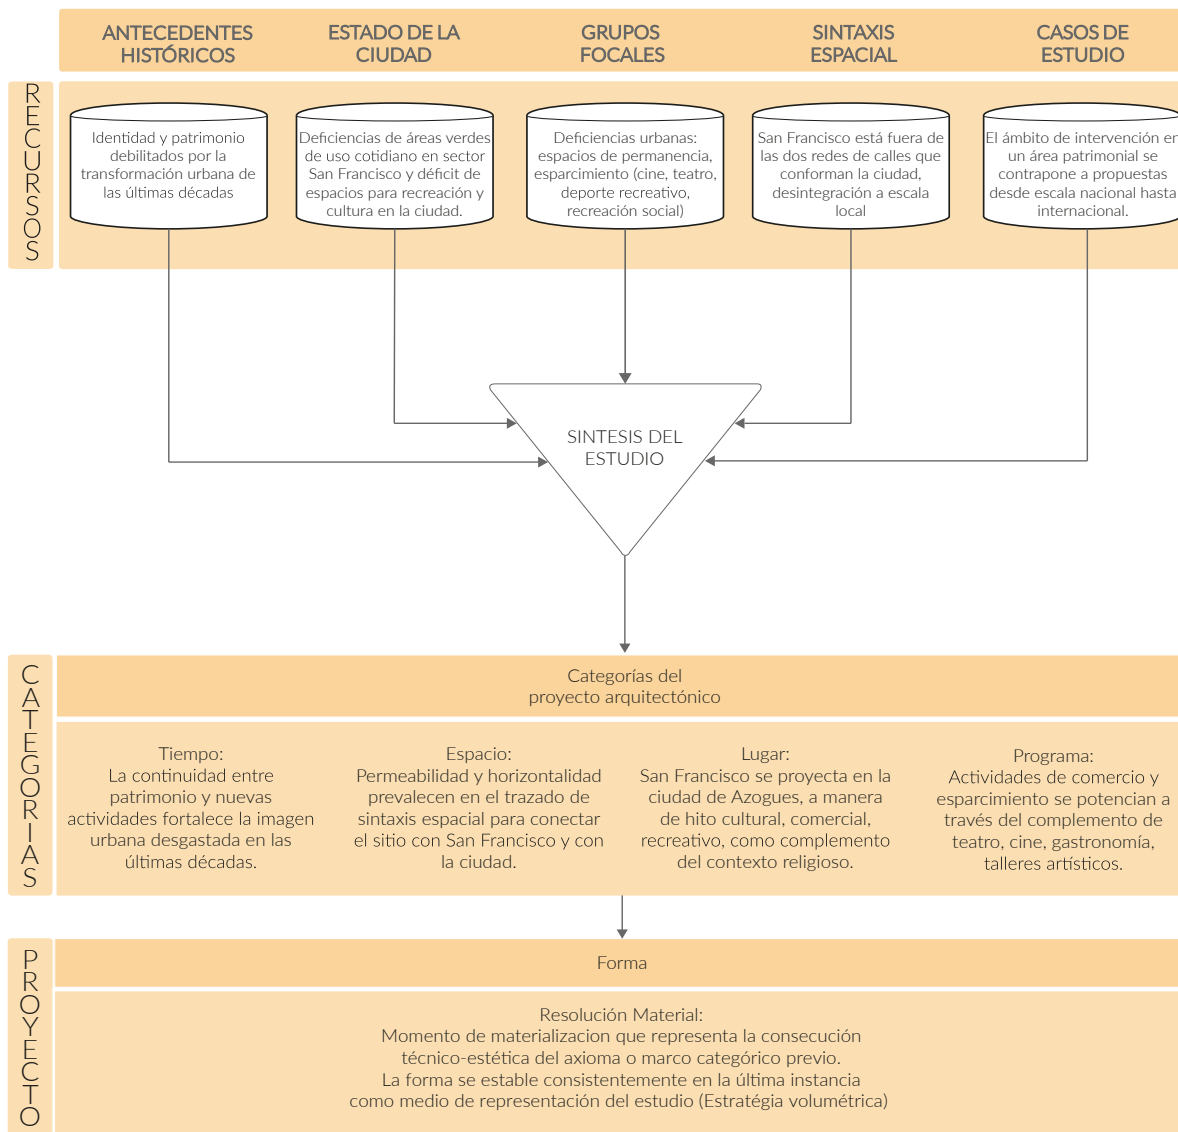 ANTECEDENTES
HISTÓRICOS
ESTADO DE LA
CIUDAD
GRUPOS
FOCALES
SINTAXIS
ESPACIAL
CASOS DE
ESTUDIO
RECURSOS
Identidad y patrimonio
debilitados por la
transformación urbana de
las últimas décadas
Deficiencias de áreas verdes
de uso cotidiano en sector
San Francisco y déficit de
espacios para recreación y
cultura en la ciudad.
Deficiencias urbanas:
espacios de permanencia,
esparcimiento (cine, teatro,
deporte recreativo,
recreación social)
San Francisco está fuera de
las dos redes de calles que
conforman la ciudad,
desintegración a escala
local
El ámbito de intervención en
un área patrimonial se
contrapone a propuestas
desde escala nacional hasta
internacional.
SINTESIS DEL
ESTUDIO
CATEGORIAS
Categorías del
proyecto arquitectónico
Tiempo:
La continuidad entre
patrimonio y nuevas
actividades fortalece la imagen
urbana desgastada en las
últimas décadas.
Espacio:
Permeabilidad y horizontalidad
prevalecen en el trazado de
sintaxis espacial para conectar
el sitio con San Francisco y con
la ciudad.
Lugar:
San Francisco se proyecta en la
ciudad de Azogues, a manera
de hito cultural, comercial,
recreativo, como complemento
del contexto religioso.
Programa:
Actividades de comercio y
esparcimiento se potencian a
través del complemento de
teatro, cine, gastronomía,
talleres artísticos.
PROYECTO
Forma
Resolución Material:
Momento de materializacion que representa la consecución
técnico-estética del axioma o marco categórico previo.
La forma se estable consistentemente en la última instancia
como medio de representación del estudio (Estratégia volumétrica)